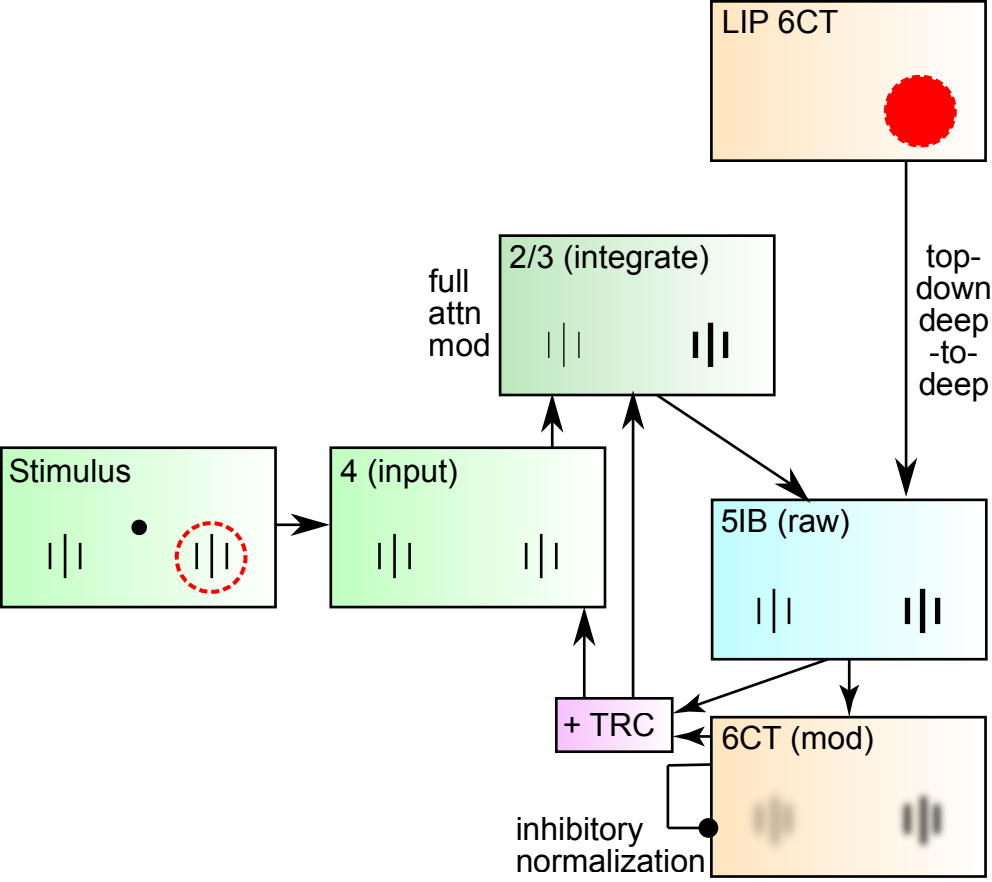 LIP 6CT
2/3 (integrate)
full
attn
mod
top-
down
deep
-to-
deep
Stimulus
4 (input)
5IB (raw)
+ TRC
6CT (mod)
inhibitory
normalization